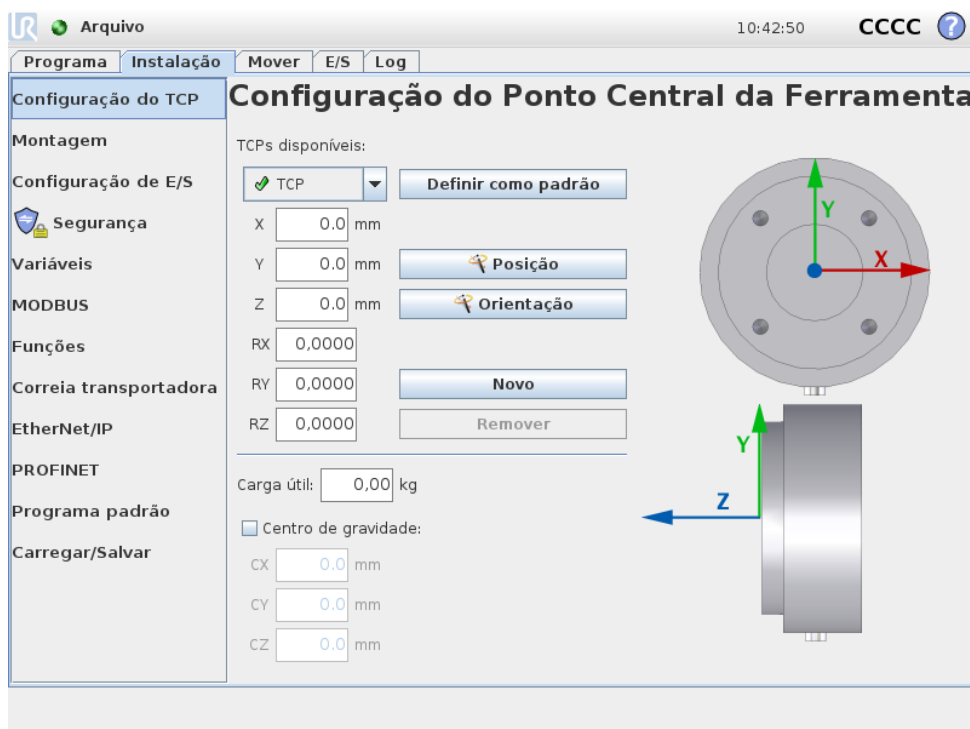 UR Arquivo 10:42:50 CCCC ?
Programa Instalação Mover E/S Log
Configuração do TCP
Montagem
Configuração de E/S
Segurança
Variáveis
MODBUS
Funções
Correia transportadora
EtherNet/IP
PROFINET
Programa padrão
Carregar/Salvar
Configuração do Ponto Central da Ferramenta
TCPs disponíveis:
TCP Definir como padrão
X 0.0 mm
Y 0.0 mm Posição
Z 0.0 mm Orientação
RX 0,0000
RY 0,0000 Novo
RZ 0,0000 Remover
Carga útil: 0,00 kg
Centro de gravidade:
CX 0.0 mm
CY 0.0 mm
CZ 0.0 mm
Y
X
Y
Z